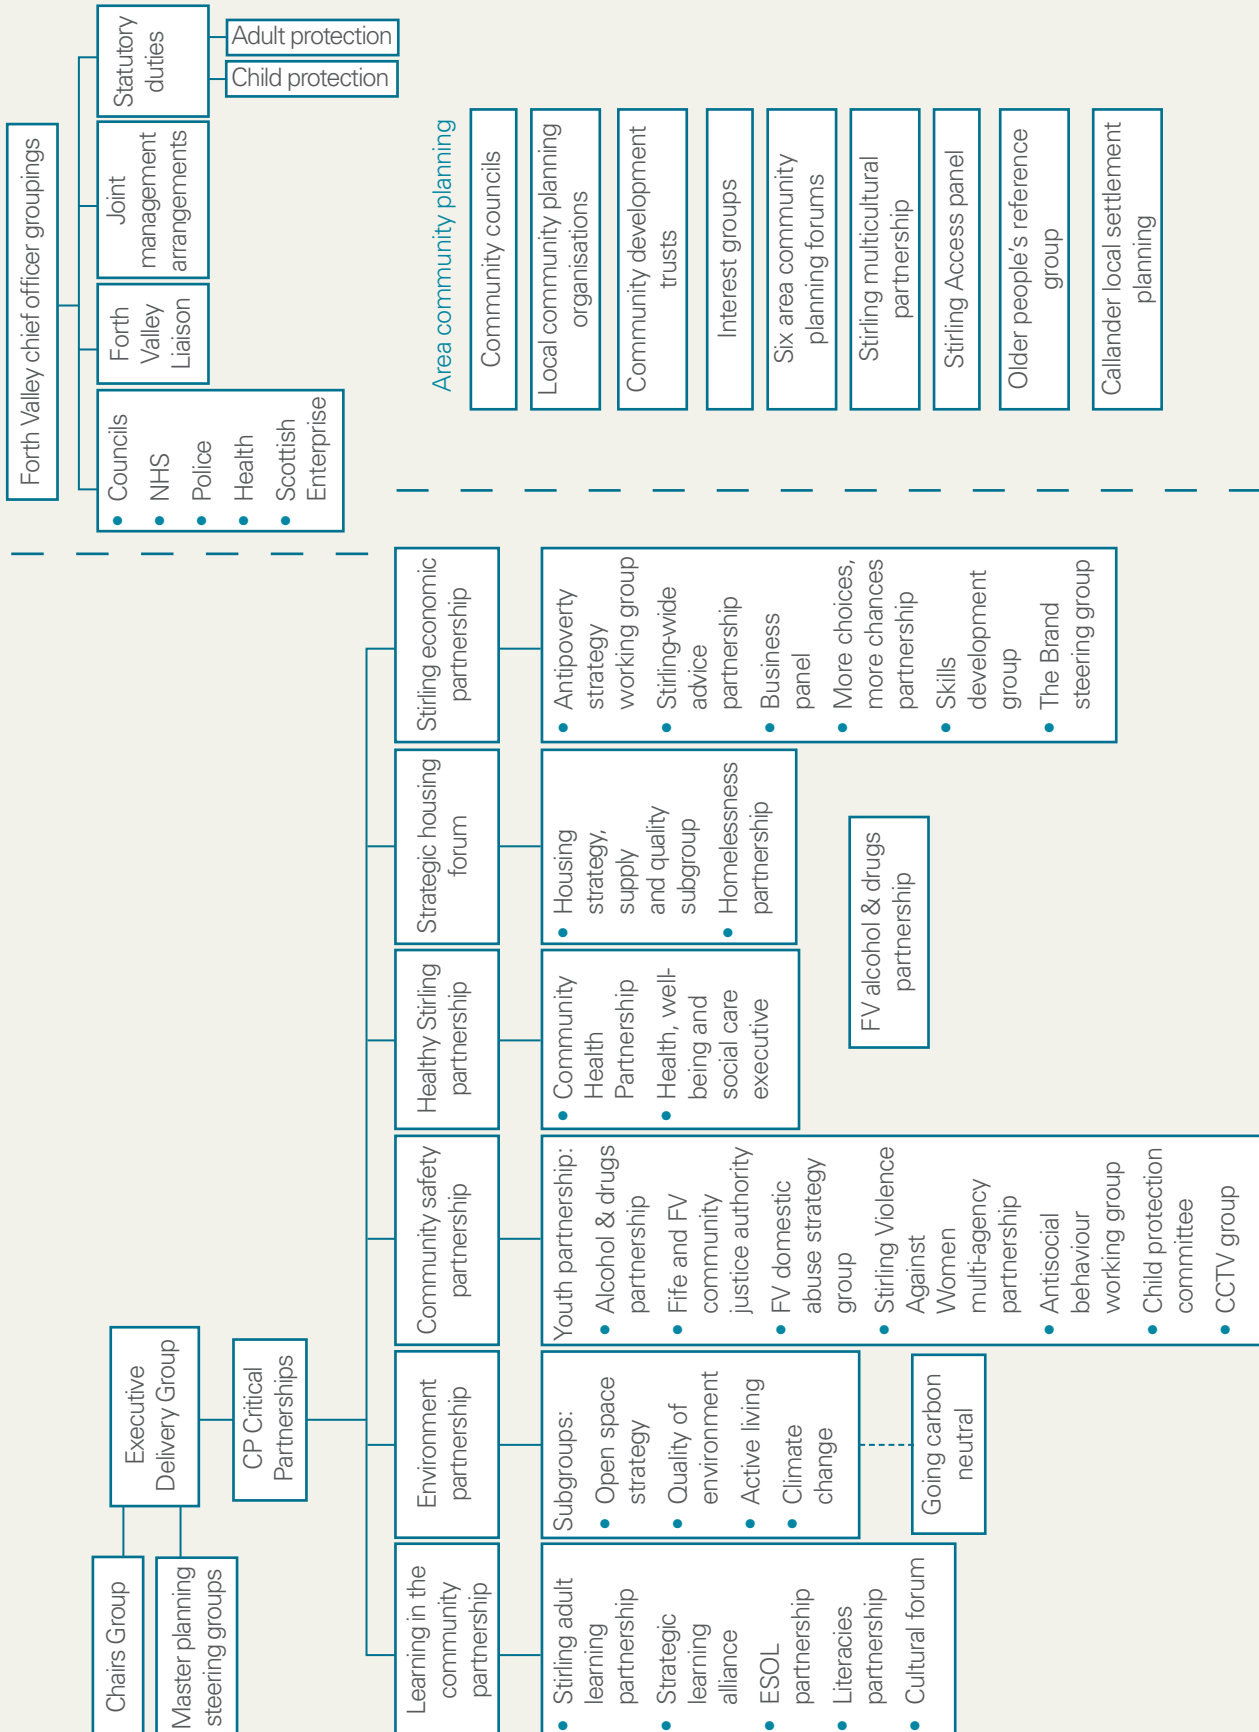 Chairs Group
Master planning
steering groups
Executive
Delivery Group
CP Critical
Partnerships
Learning in the
community
partnership
• Stirling adult
learning
partnership
• Strategic
learning
alliance
• ESOL
partnership
• Literacies
partnership
• Cultural forum
Environment
partnership
Subgroups:
• Open space
strategy
• Quality of
environment
• Active living
• Climate
change
Going carbon
neutral
Community safety
partnership
Youth partnership:
• Alcohol & drugs
partnership
• Fife and FV
community
justice authority
• FV domestic
abuse strategy
group
• Stirling Violence
Against
Women
multi-agency
partnership
• Antisocial
behaviour
working group
• Child protection
committee
• CCTV group
Healthy Stirling
partnership
• Community
Health
Partnership
• Health, well-
being and
social care
executive
Strategic housing
forum
• Housing
strategy,
supply
and quality
subgroup
• Homelessness
partnership
FV alcohol & drugs
partnership
Stirling economic
partnership
• Antipoverty
strategy
working group
• Stirling-wide
advice
partnership
• Business
panel
• More choices,
more chances
partnership
• Skills
development
group
• The Brand
steering group
Forth Valley chief officer groupings
• Councils
• NHS
• Police
• Health
• Scottish
Enterprise
Forth
Valley
Liaison
Joint
management
arrangements
Statutory
duties
Child protection
Adult protection
Area community planning
Community councils
Local community planning
organisations
Community development
trusts
Interest groups
Six area community
planning forums
Stirling multicultural
partnership
Stirling Access panel
Older people's reference
group
Callander local settlement
planning